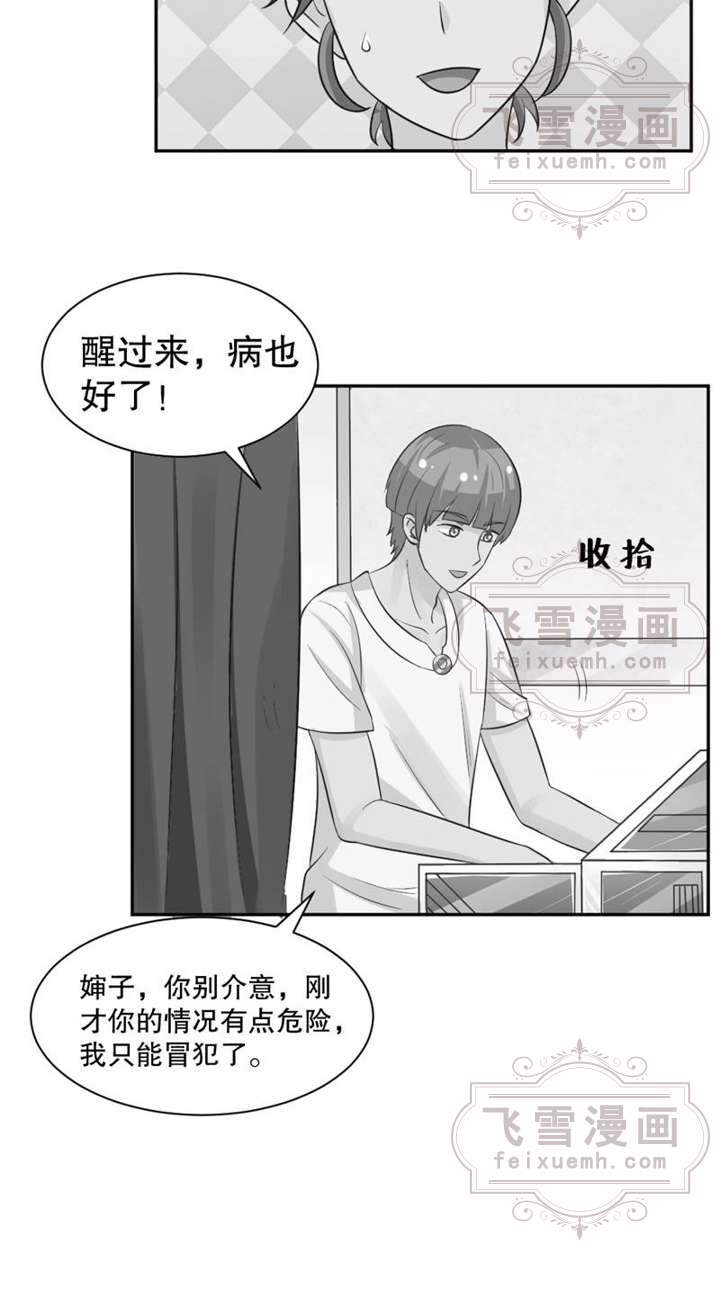 飞雪漫画
feixuemh.com
醒过来，病也
好了！
收拾
飞雪漫画
feixuemh.com
婶子，你别介意，刚
才你的情况有点危险，
我只能冒犯了。
飞雪漫画
feixuemh.com